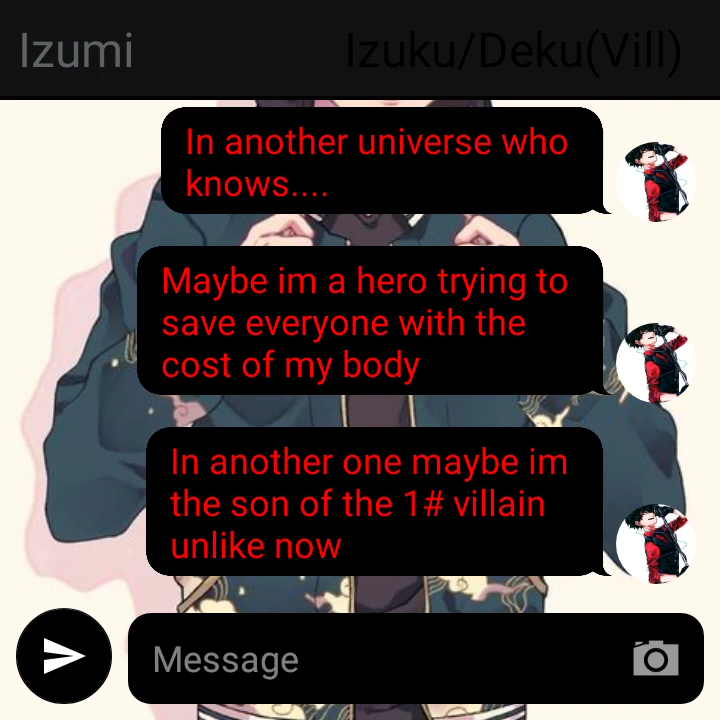 Izumi Izuku/Deku(Vill)
In another universe who
knows....
Maybe im a hero trying to
save everyone with the
cost of my body
In another one maybe im
the son of the 1# villain
unlike now
Message